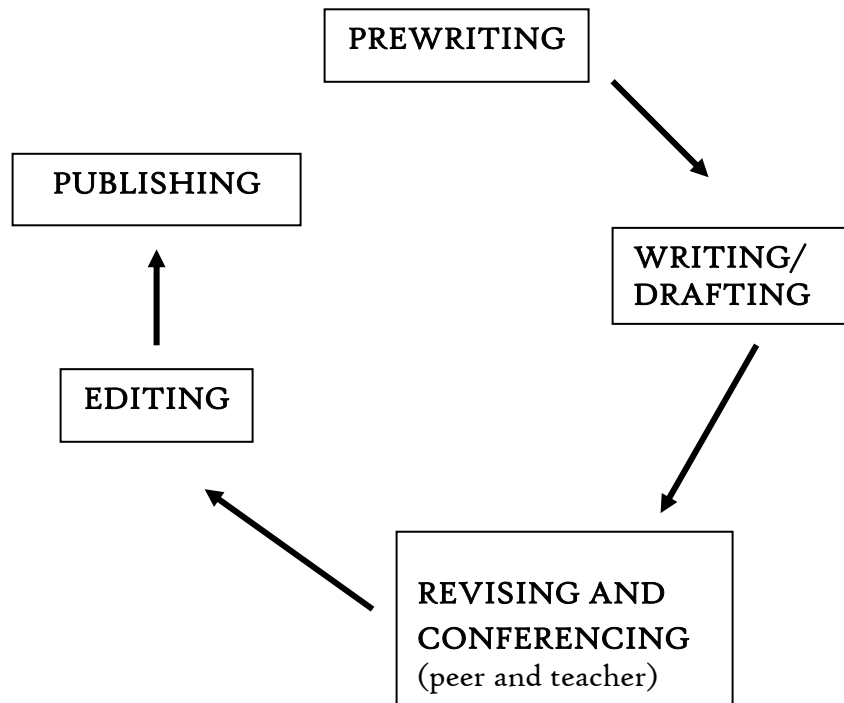 PREWRITING
PUBLISHING
WRITING/
DRAFTING
EDITING
REVISING AND
CONFERENCING
(peer and teacher)